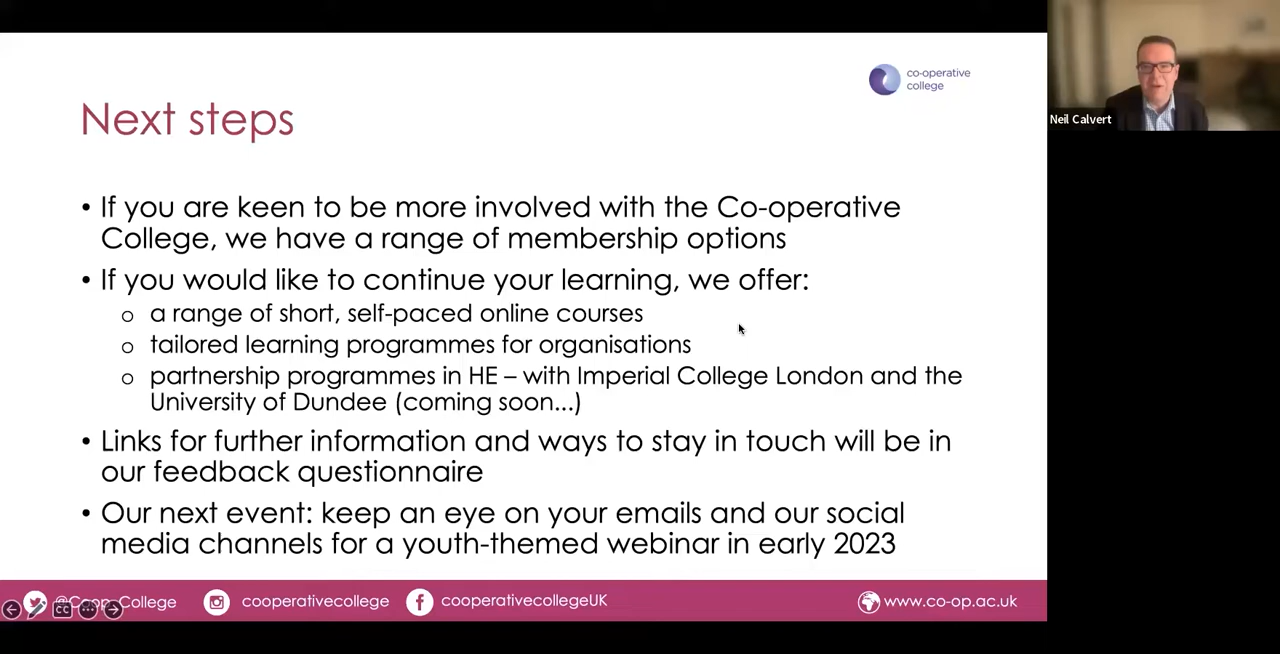 co-operative
college
Next steps
Neil Calvert
• If you are keen to be more involved with the Co-operative
College, we have a range of membership options
• If you would like to continue your learning, we offer:
o a range of short, self-paced online courses
o tailored learning programmes for organisations
o partnership programmes in HE – with Imperial College London and the
University of Dundee (coming soon...)
• Links for further information and ways to stay in touch will be in
our feedback questionnaire
• Our next event: keep an eye on your emails and our social
media channels for a youth-themed webinar in early 2023
@Coop_College cooperativecollege cooperativecollegeUK www.co-op.ac.uk
CC